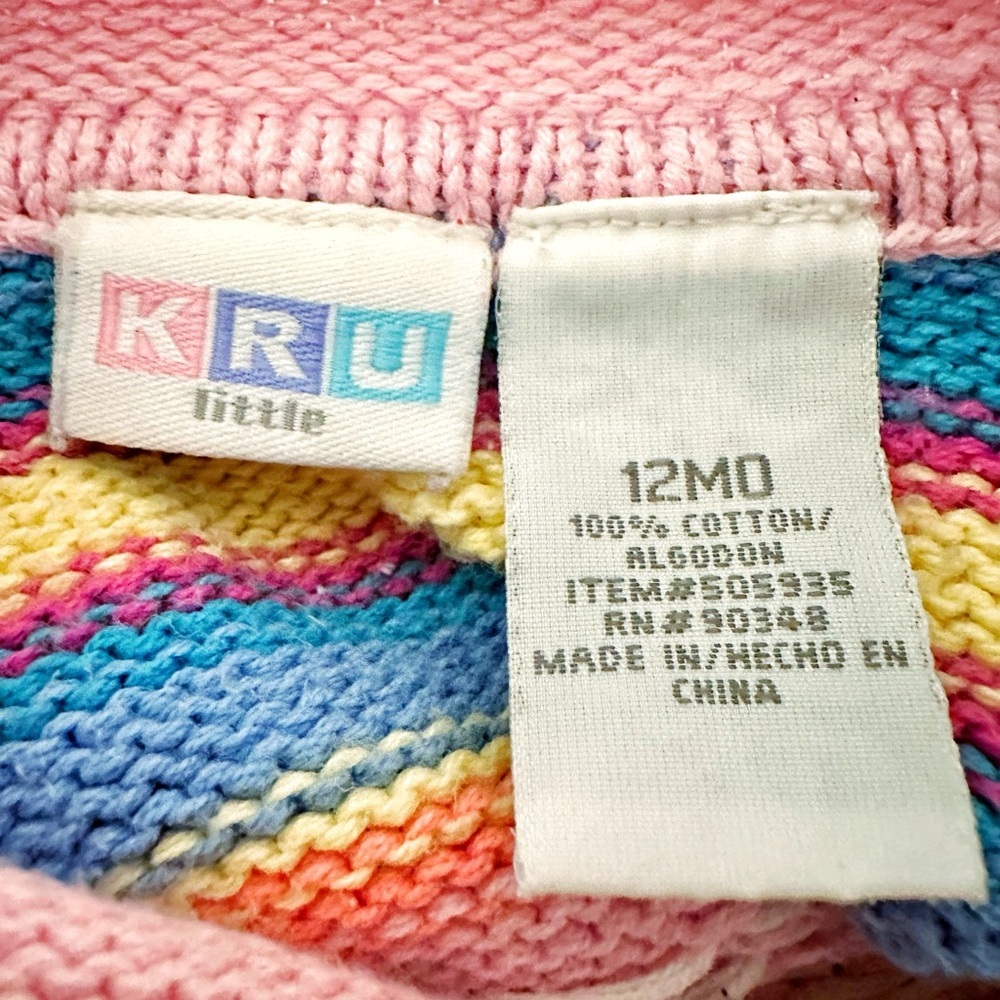 KRU
little
12MO
100% COTTON/
ALGODON
ITEM#505935
RN#90348
MADE IN/HECHO EN
CHINA